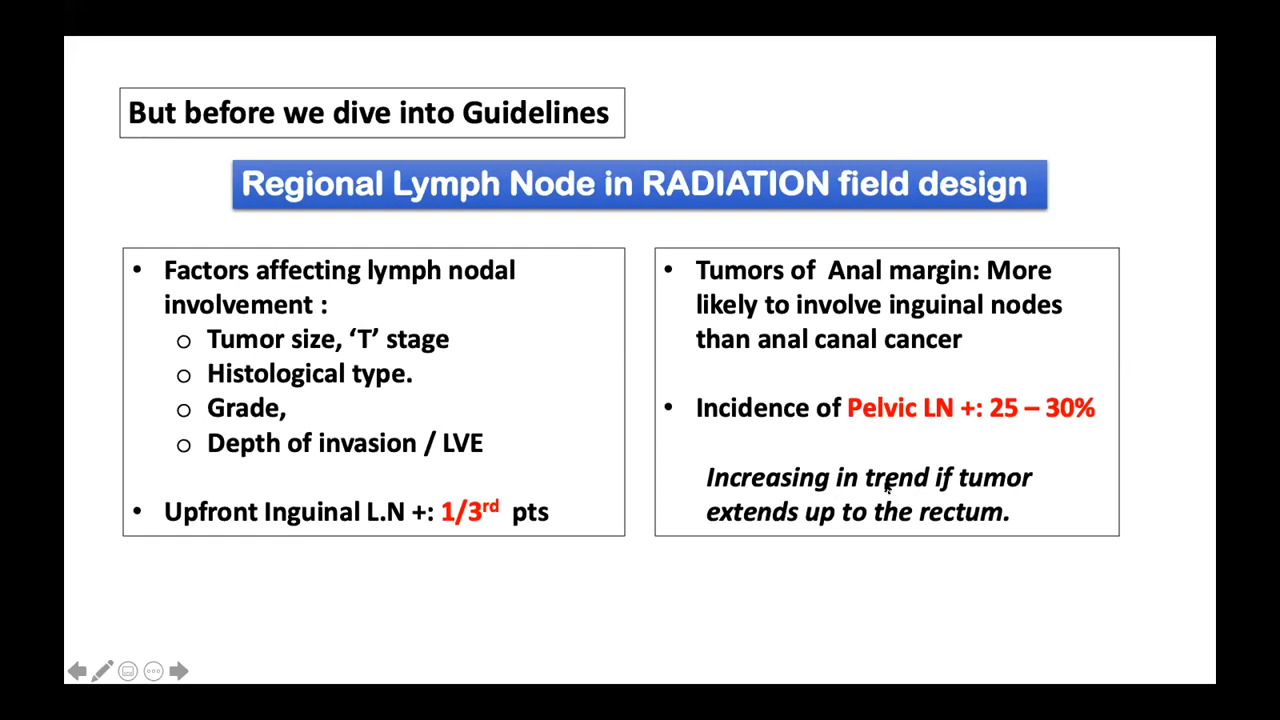 But before we dive into Guidelines
Regional Lymph Node in RADIATION field design
• Factors affecting lymph nodal
involvement :
o Tumor size, ‘T’ stage
o Histological type.
o Grade,
o Depth of invasion / LVE
• Upfront Inguinal L.N +: 1/3rd pts
• Tumors of Anal margin: More
likely to involve inguinal nodes
than anal canal cancer
• Incidence of Pelvic LN +: 25 – 30%
Increasing in trend if tumor
extends up to the rectum.